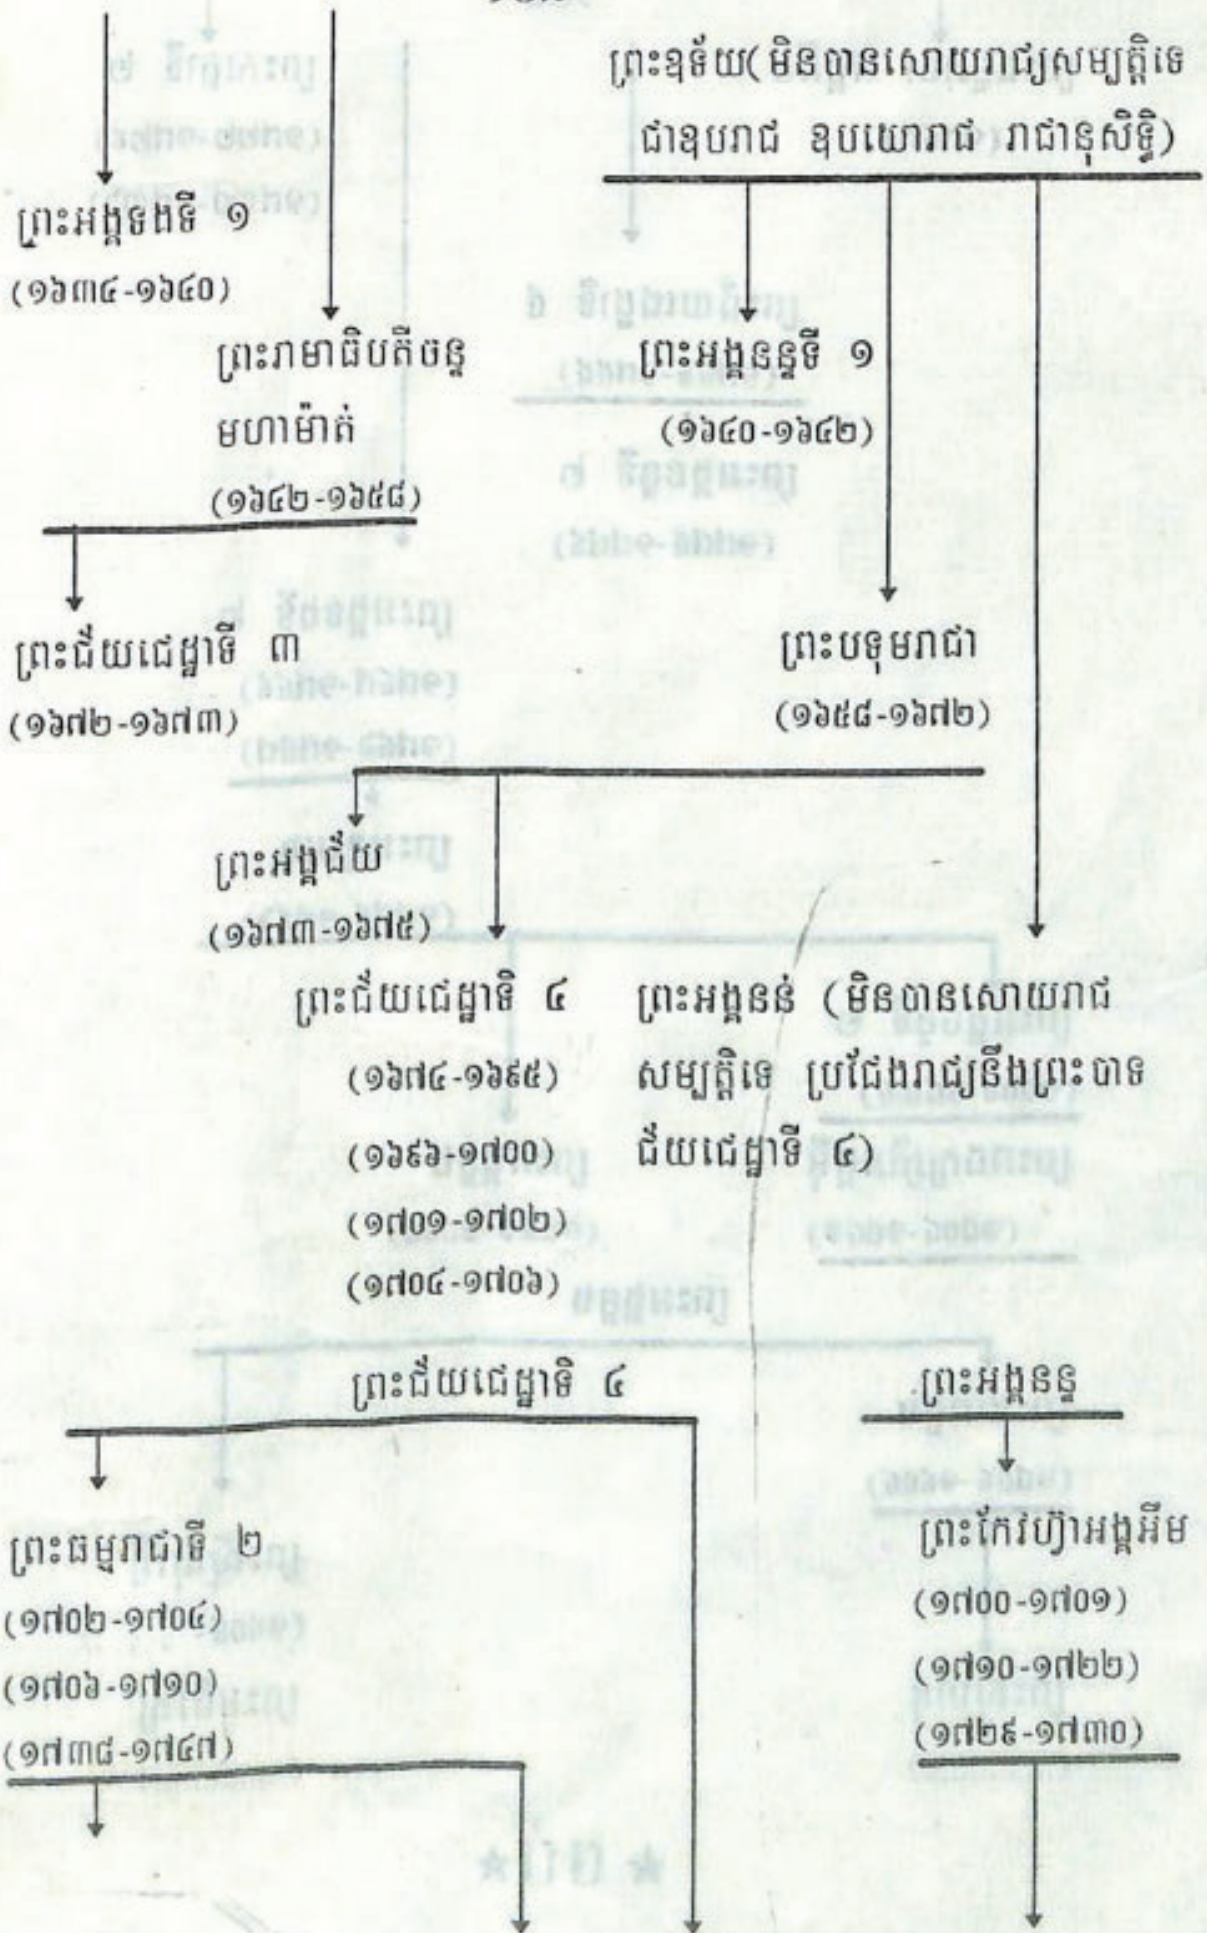 ព្រះឧទ័យ(មិនបានសោយរាជ្យសម្បត្តិទេ
ជាឧបរាជ ឧបយោរាជ រាជានុសិទ្ធិ)
ព្រះអង្គទងទី ១
(១៦៣៤-១៦៤០)
ព្រះរាមាធិបតីចន្ទ
មហាម៉ាត់
(១៦៤២-១៦៥៨)
ព្រះអង្គនន្ទទី ១
(១៦៤០-១៦៤២)
ព្រះជ័យជេដ្ឋាទី ៣
(១៦៧២-១៦៧៣)
ព្រះបទុមរាជា
(១៦៥៨-១៦៧២)
ព្រះអង្គជ័យ
(១៦៧៣-១៦៧៥)
ព្រះជ័យជេដ្ឋាទី ៤
(១៦៧៤-១៦៩៥)
(១៦៩៦-១៧០០)
(១៧០១-១៧០២)
(១៧០៤-១៧០៦)
ព្រះអង្គនន់ (មិនបានសោយរាជ
សម្បត្តិទេ ប្រជែងរាជ្យនឹងព្រះបាទ
ជ័យជេដ្ឋាទី ៤)
ព្រះជ័យជេដ្ឋាទិ ៤
ព្រះអង្គនន្ទ
ព្រះធម្មរាជាទី ២
(១៧០២-១៧០៤)
(១៧០៦-១៧១០)
(១៧៣៨-១៧៤៧)
ព្រះកែវហ៊្វាអង្គអឹម
(១៧០០-១៧០១)
(១៧១០-១៧២២)
(១៧២៩-១៧៣០)